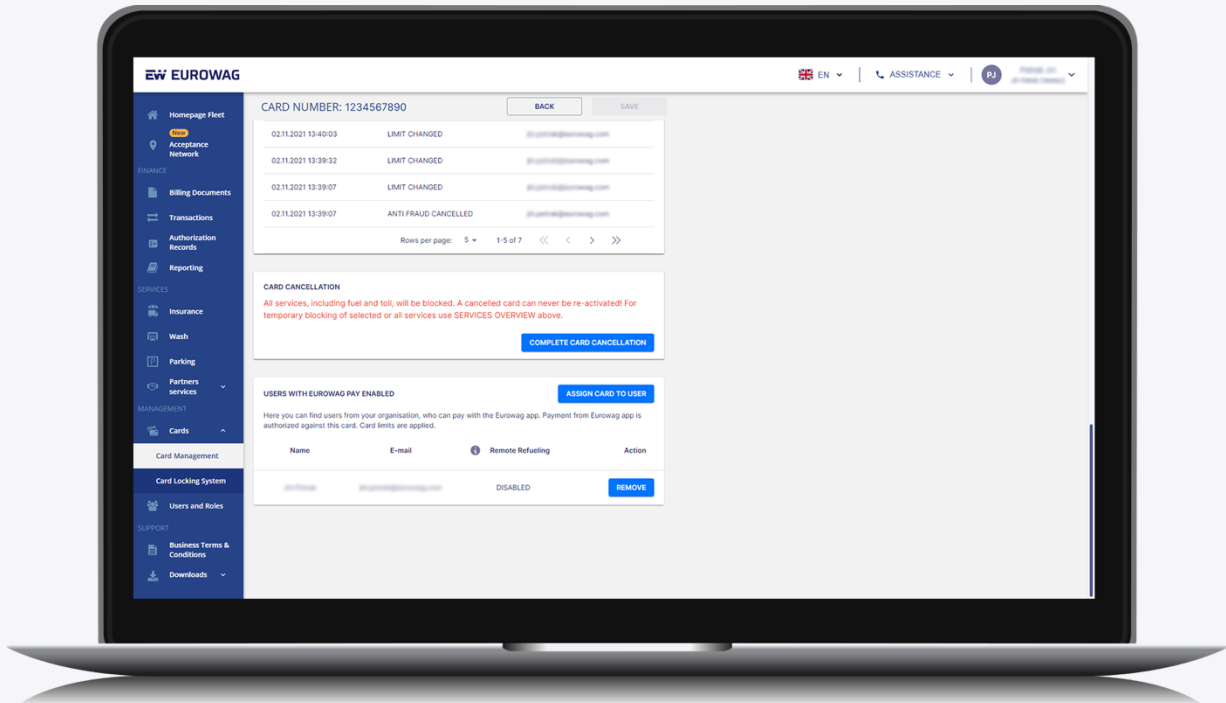 EW EUROWAG
EN
ASSISTANCE
PJ
Homepage Fleet
New
Acceptance
Network
FINANCE
Billing Documents
Transactions
Authorization
Records
Reporting
SERVICES
Insurance
Wash
Parking
Partners
services
MANAGEMENT
Cards
Card Management
Card Locking System
Users and Roles
SUPPORT
Business Terms &
Conditions
Downloads
CARD NUMBER: 1234567890
BACK
SAVE
02.11.2021 13:40:03 LIMIT CHANGED
02.11.2021 13:39:32 LIMIT CHANGED
02.11.2021 13:39:07 LIMIT CHANGED
02.11.2021 13:39:07 ANTI FRAUD CANCELLED
Rows per page: 5 1-5 of 7
CARD CANCELLATION
All services, including fuel and toll, will be blocked. A cancelled card can never be re-activated! For
temporary blocking of selected or all services use SERVICES OVERVIEW above.
COMPLETE CARD CANCELLATION
USERS WITH EUROWAG PAY ENABLED
ASSIGN CARD TO USER
Here you can find users from your organisation, who can pay with the Eurowag app. Payment from Eurowag app is
authorized against this card. Card limits are applied.
Name E-mail Remote Refueling Action
DISABLED REMOVE